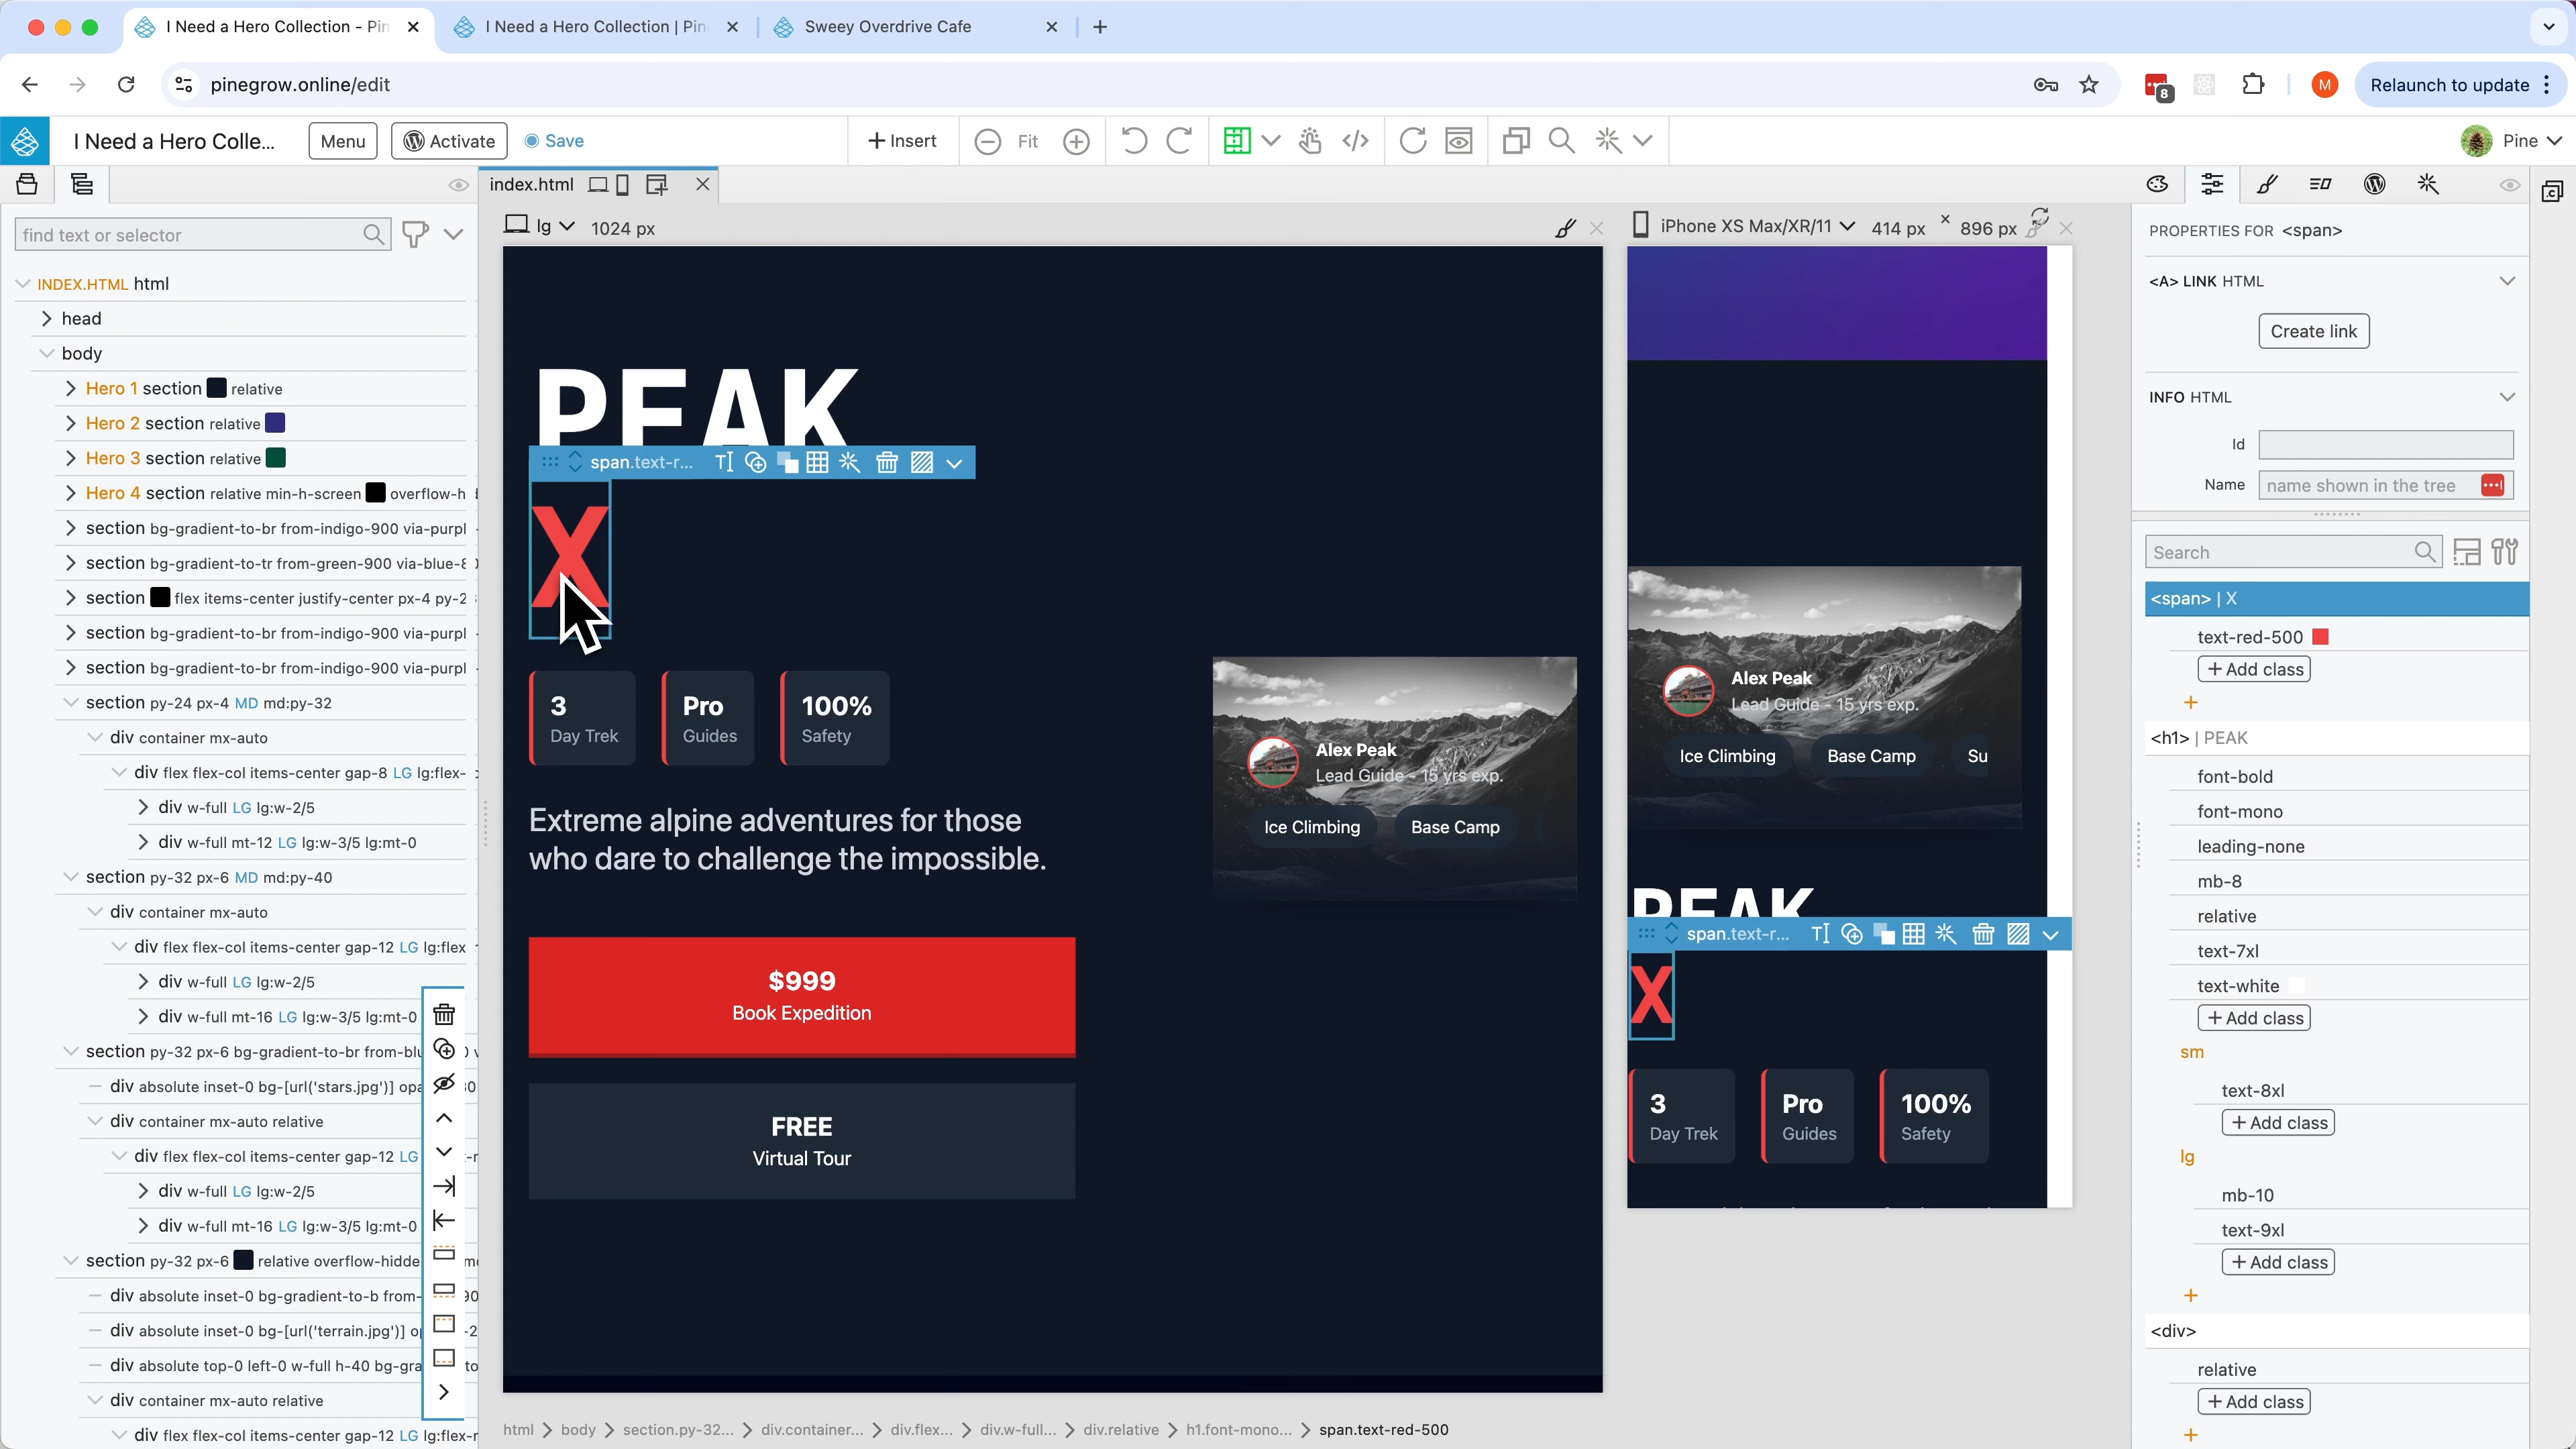 I Need a Hero Collection - Pin
I Need a Hero Collection | Pin
Sweey Overdrive Cafe
pinegrow.online/edit
8
M
Relaunch to update
I Need a Hero Colle...
Menu
Activate
Save
Insert
Fit
Pine
index.html
find text or selector
INDEX.HTML html
head
body
Hero 1 section relative
Hero 2 section relative
Hero 3 section relative
Hero 4 section relative min-h-screen overflow-h
section bg-gradient-to-br from-indigo-900 via-purpl
section bg-gradient-to-tr from-green-900 via-blue-8
section flex items-center justify-center px-4 py-2
section bg-gradient-to-br from-indigo-900 via-purpl
section bg-gradient-to-br from-indigo-900 via-purpl
section py-24 px-4 MD md:py-32
div container mx-auto
div flex flex-col items-center gap-8 LG lg:flex-
div w-full LG lg:w-2/5
div w-full mt-12 LG lg:w-3/5 lg:mt-0
section py-32 px-6 MD md:py-40
div container mx-auto
div flex flex-col items-center gap-12 LG lg:flex
div w-full LG lg:w-2/5
div w-full mt-16 LG lg:w-3/5 lg:mt-0
section py-32 px-6 bg-gradient-to-br from-blu
div absolute inset-0 bg-[url('stars.jpg')] opa
div container mx-auto relative
div flex flex-col items-center gap-12 LG
div w-full LG lg:w-2/5
div w-full mt-16 LG lg:w-3/5 lg:mt-0
section py-32 px-6 relative overflow-hidde
div absolute inset-0 bg-gradient-to-b from-
div absolute inset-0 bg-[url('terrain.jpg')] o
div absolute top-0 left-0 w-full h-40 bg-gra
div container mx-auto relative
div flex flex-col items-center gap-12 LG lg:flex-r
lg
1024 px
PEAK
span.text-r...
X
3
Day Trek
Pro
Guides
100%
Safety
Extreme alpine adventures for those
who dare to challenge the impossible.
$999
Book Expedition
FREE
Virtual Tour
Alex Peak
Lead Guide - 15 yrs exp.
Ice Climbing
Base Camp
iPhone XS Max/XR/11
414 px
×
896 px
Alex Peak
Lead Guide - 15 yrs exp.
Ice Climbing
Base Camp
Su
PEAK
span.text-r...
X
3
Day Trek
Pro
Guides
100%
Safety
html
body
section.py-32...
div.container...
div.flex...
div.w-full...
div.relative
h1.font-mono...
span.text-red-500
PROPERTIES FOR <span>
<A> LINK HTML
Create link
INFO HTML
Id
Name
name shown in the tree
Search
<span> | X
text-red-500
+ Add class
+
<h1> | PEAK
font-bold
font-mono
leading-none
mb-8
relative
text-7xl
text-white
+ Add class
sm
text-8xl
+ Add class
lg
mb-10
text-9xl
+ Add class
+
<div>
relative
+ Add class
+